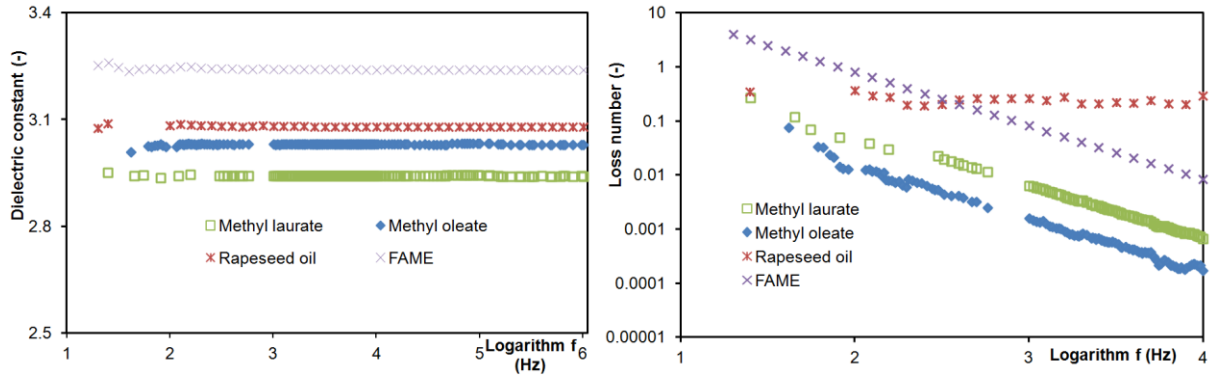 Dielectric constant (-)
3.4
3.1
2.8
2.5
Methyl laurate
Methyl oleate
Rapeseed oil
FAME
1
2
3
4
5
6
Logarithm f
(Hz)
Loss number (-)
10
1
0.1
0.01
0.001
0.0001
0.00001
Methyl laurate
Methyl oleate
Rapeseed oil
FAME
1
2
3
4
Logarithm f (Hz)